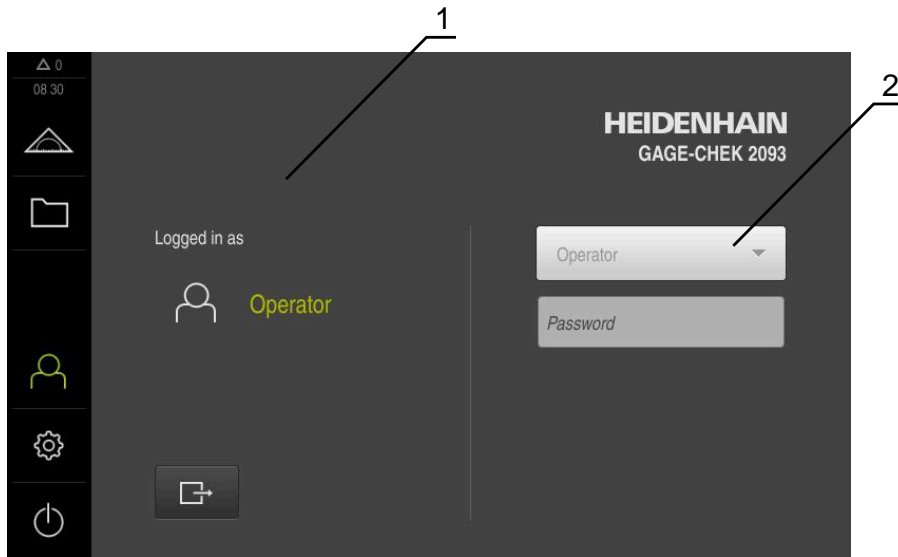 1
2
0
08 30
HEIDENHAIN
GAGE-CHEK 2093
Logged in as
Operator
Operator
Password